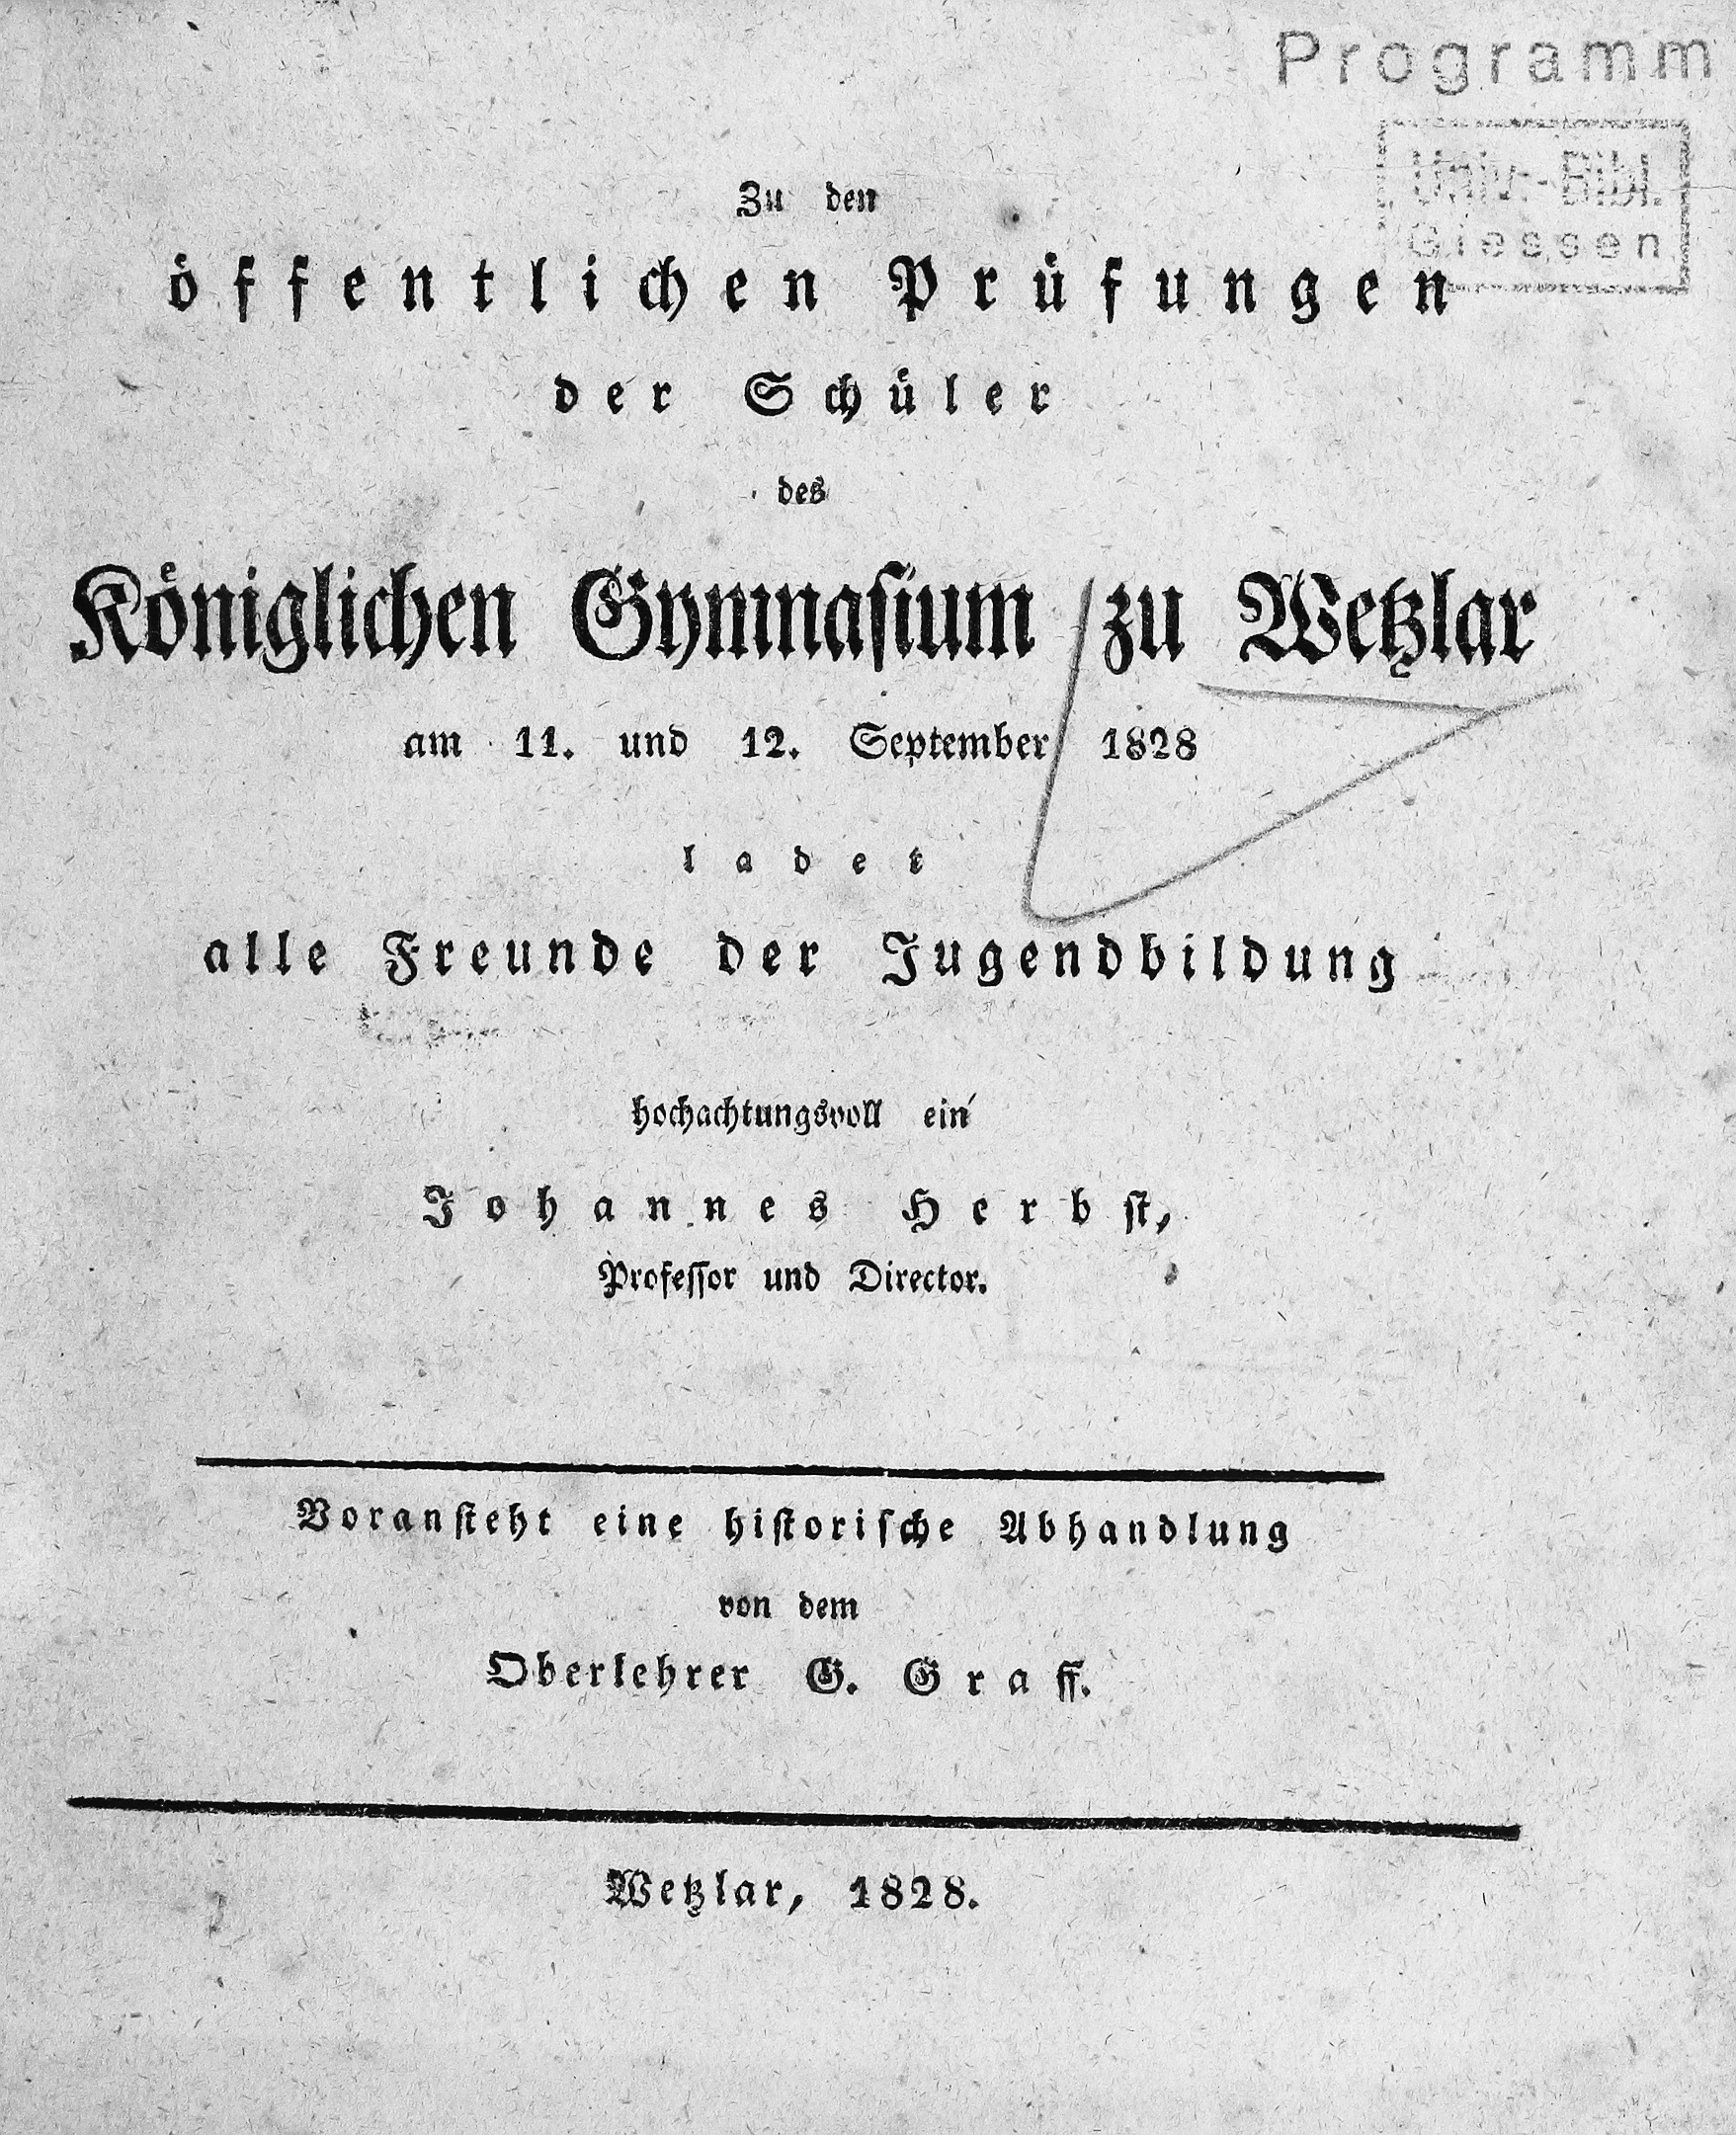 Programm
Univ.-Bibl.
Giessen
Zu den
öffentlichen Prüfungen
der Schüler
des
Königlichen Gymnasium zu Wetzlar
am 11. und 12. September 1828
ladet
alle Freunde der Jugendbildung
hochachtungsvoll ein
Johannes Herbst,
Professor und Director.
Voransteht eine historische Abhandlung
von dem
Oberlehrer G. Graff.
Wetzlar, 1828.